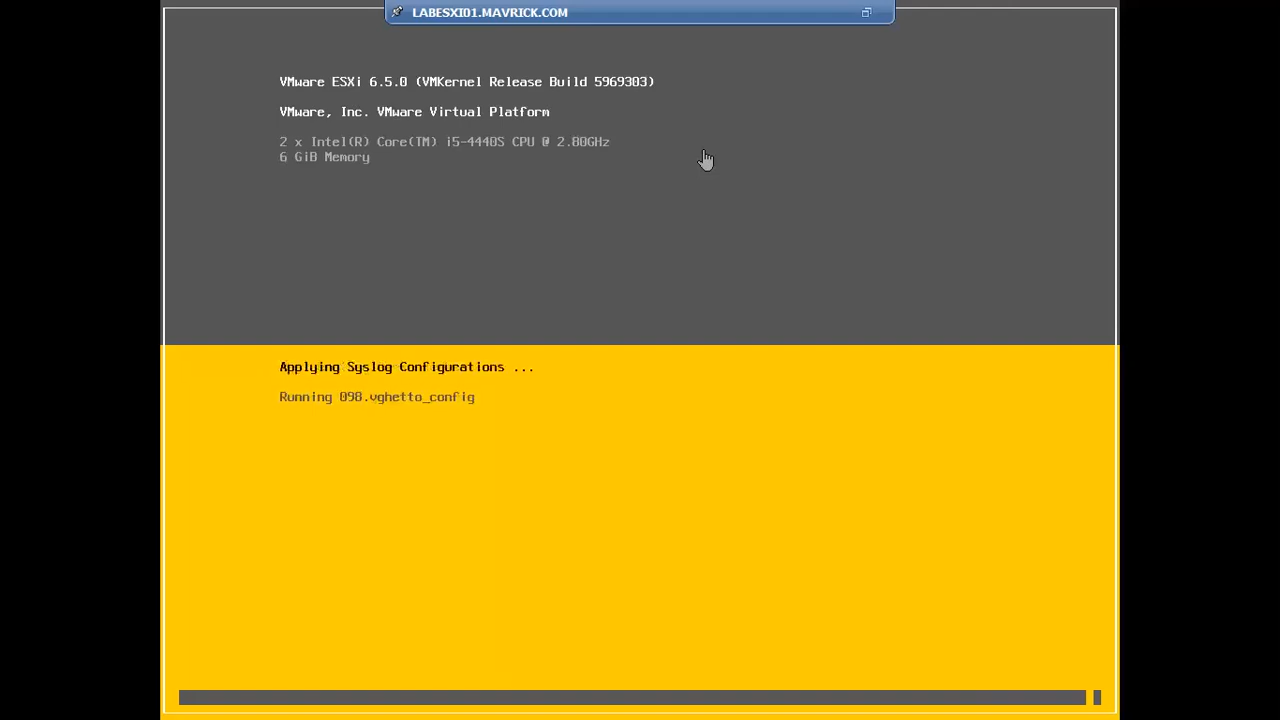 LABESXI01.MAVRICK.COM
VMware ESXi 6.5.0 (VMKernel Release Build 5969303)
VMware, Inc. VMware Virtual Platform
2 x Intel(R) Core(TM) i5-4440S CPU @ 2.80GHz
6 GiB Memory
Applying Syslog Configurations ...
Running 098.vghetto_config